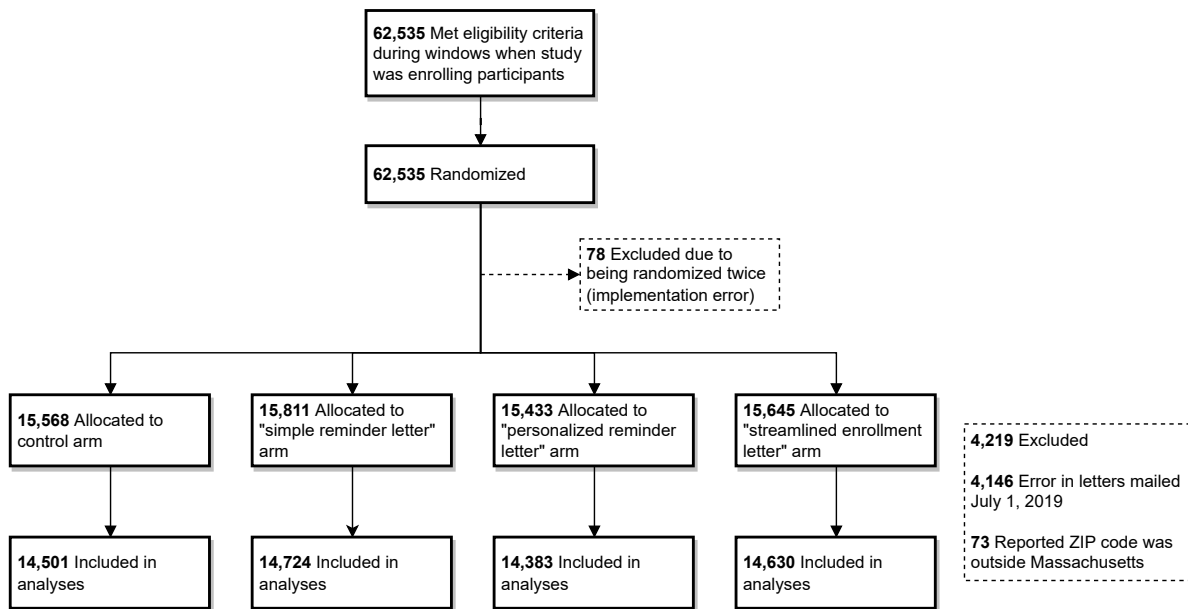 62,535 Met eligibility criteria
during windows when study
was enrolling participants
62,535 Randomized
78 Excluded due to
being randomized twice
(implementation error)
15,568 Allocated to
control arm
15,811 Allocated to
"simple reminder letter"
arm
15,433 Allocated to
"personalized reminder
letter" arm
15,645 Allocated to
"streamlined enrollment
letter" arm
4,219 Excluded
4,146 Error in letters mailed
July 1, 2019
73 Reported ZIP code was
outside Massachusetts
14,501 Included in
analyses
14,724 Included in
analyses
14,383 Included in
analyses
14,630 Included in
analyses